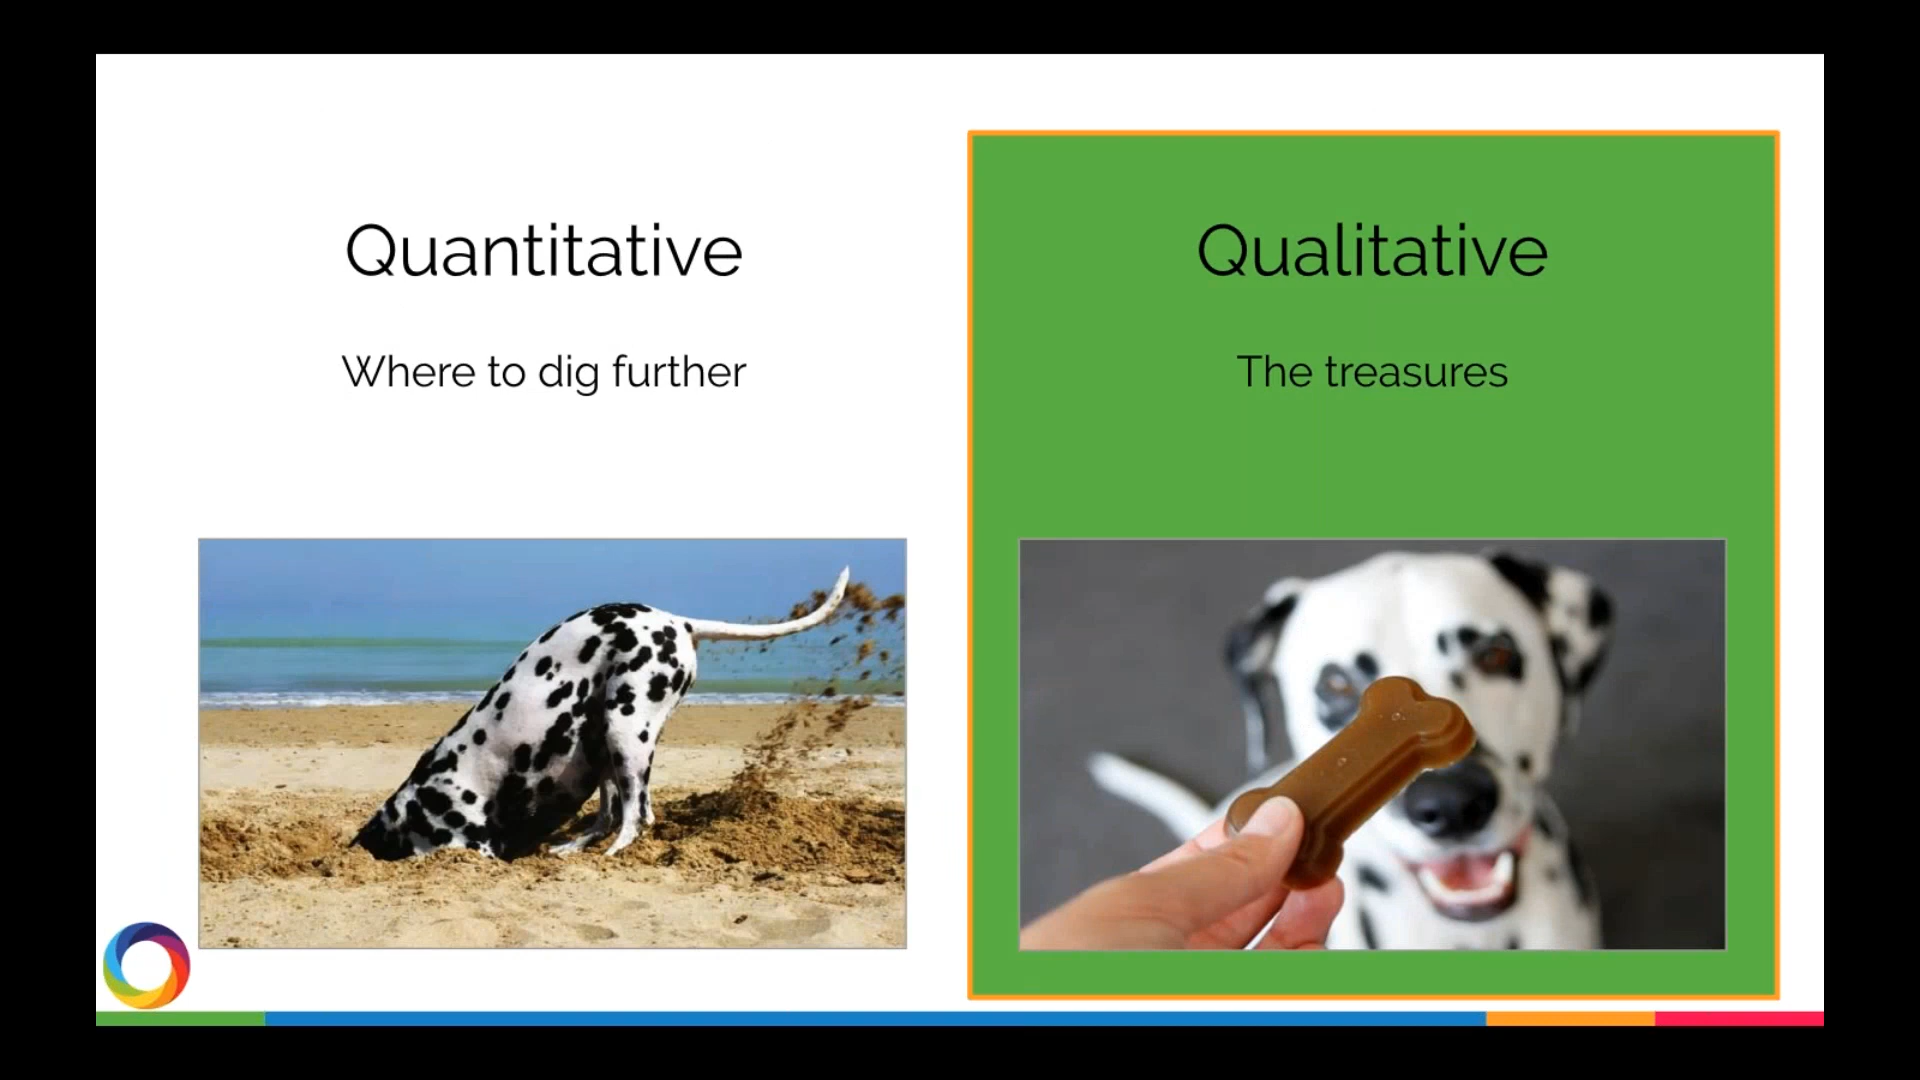 Quantitative
Where to dig further
Qualitative
The treasures